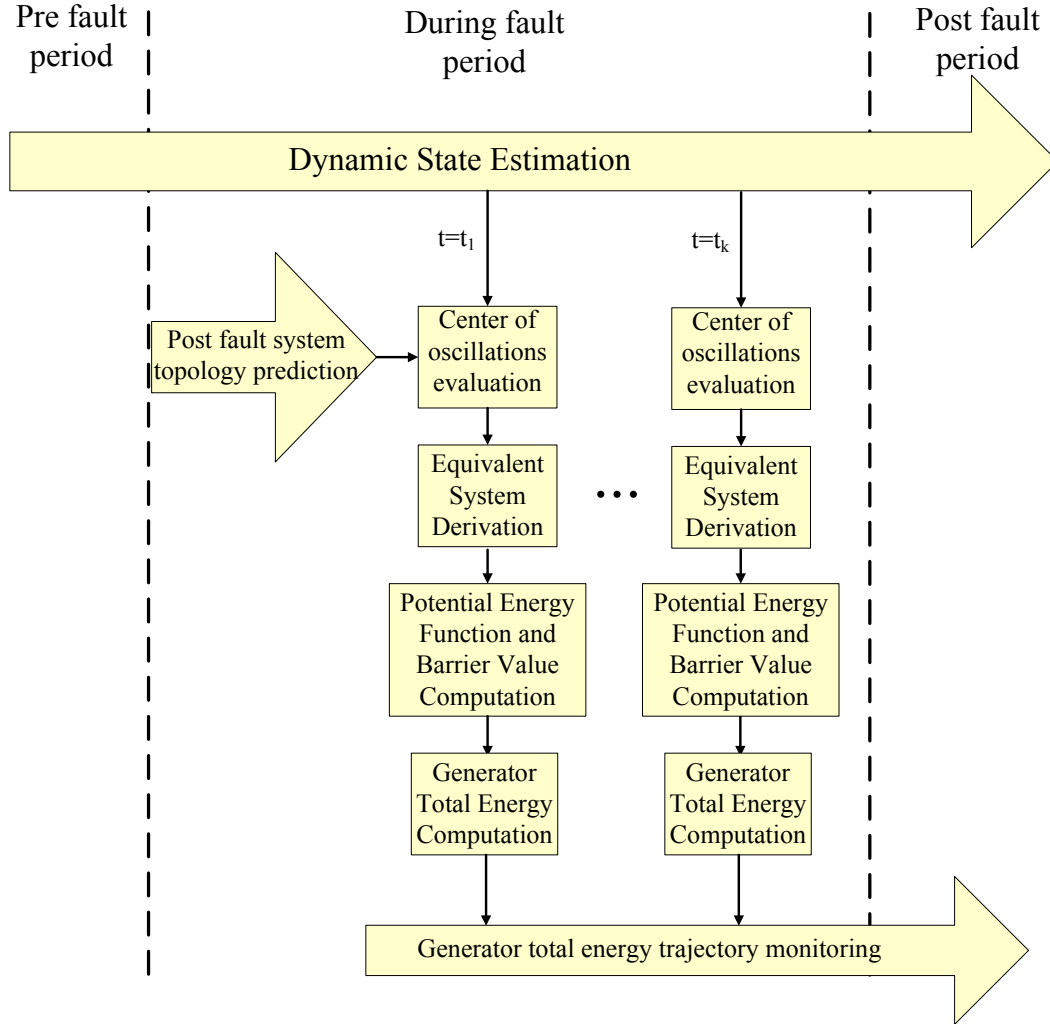 Pre fault
period
During fault
period
Post fault
period
Dynamic State Estimation
t=t₁
t=tₖ
Post fault system
topology prediction
Center of
oscillations
evaluation
Equivalent
System
Derivation
Potential Energy
Function and
Barrier Value
Computation
Generator
Total Energy
Computation
...
Center of
oscillations
evaluation
Equivalent
System
Derivation
Potential Energy
Function and
Barrier Value
Computation
Generator
Total Energy
Computation
Generator total energy trajectory monitoring